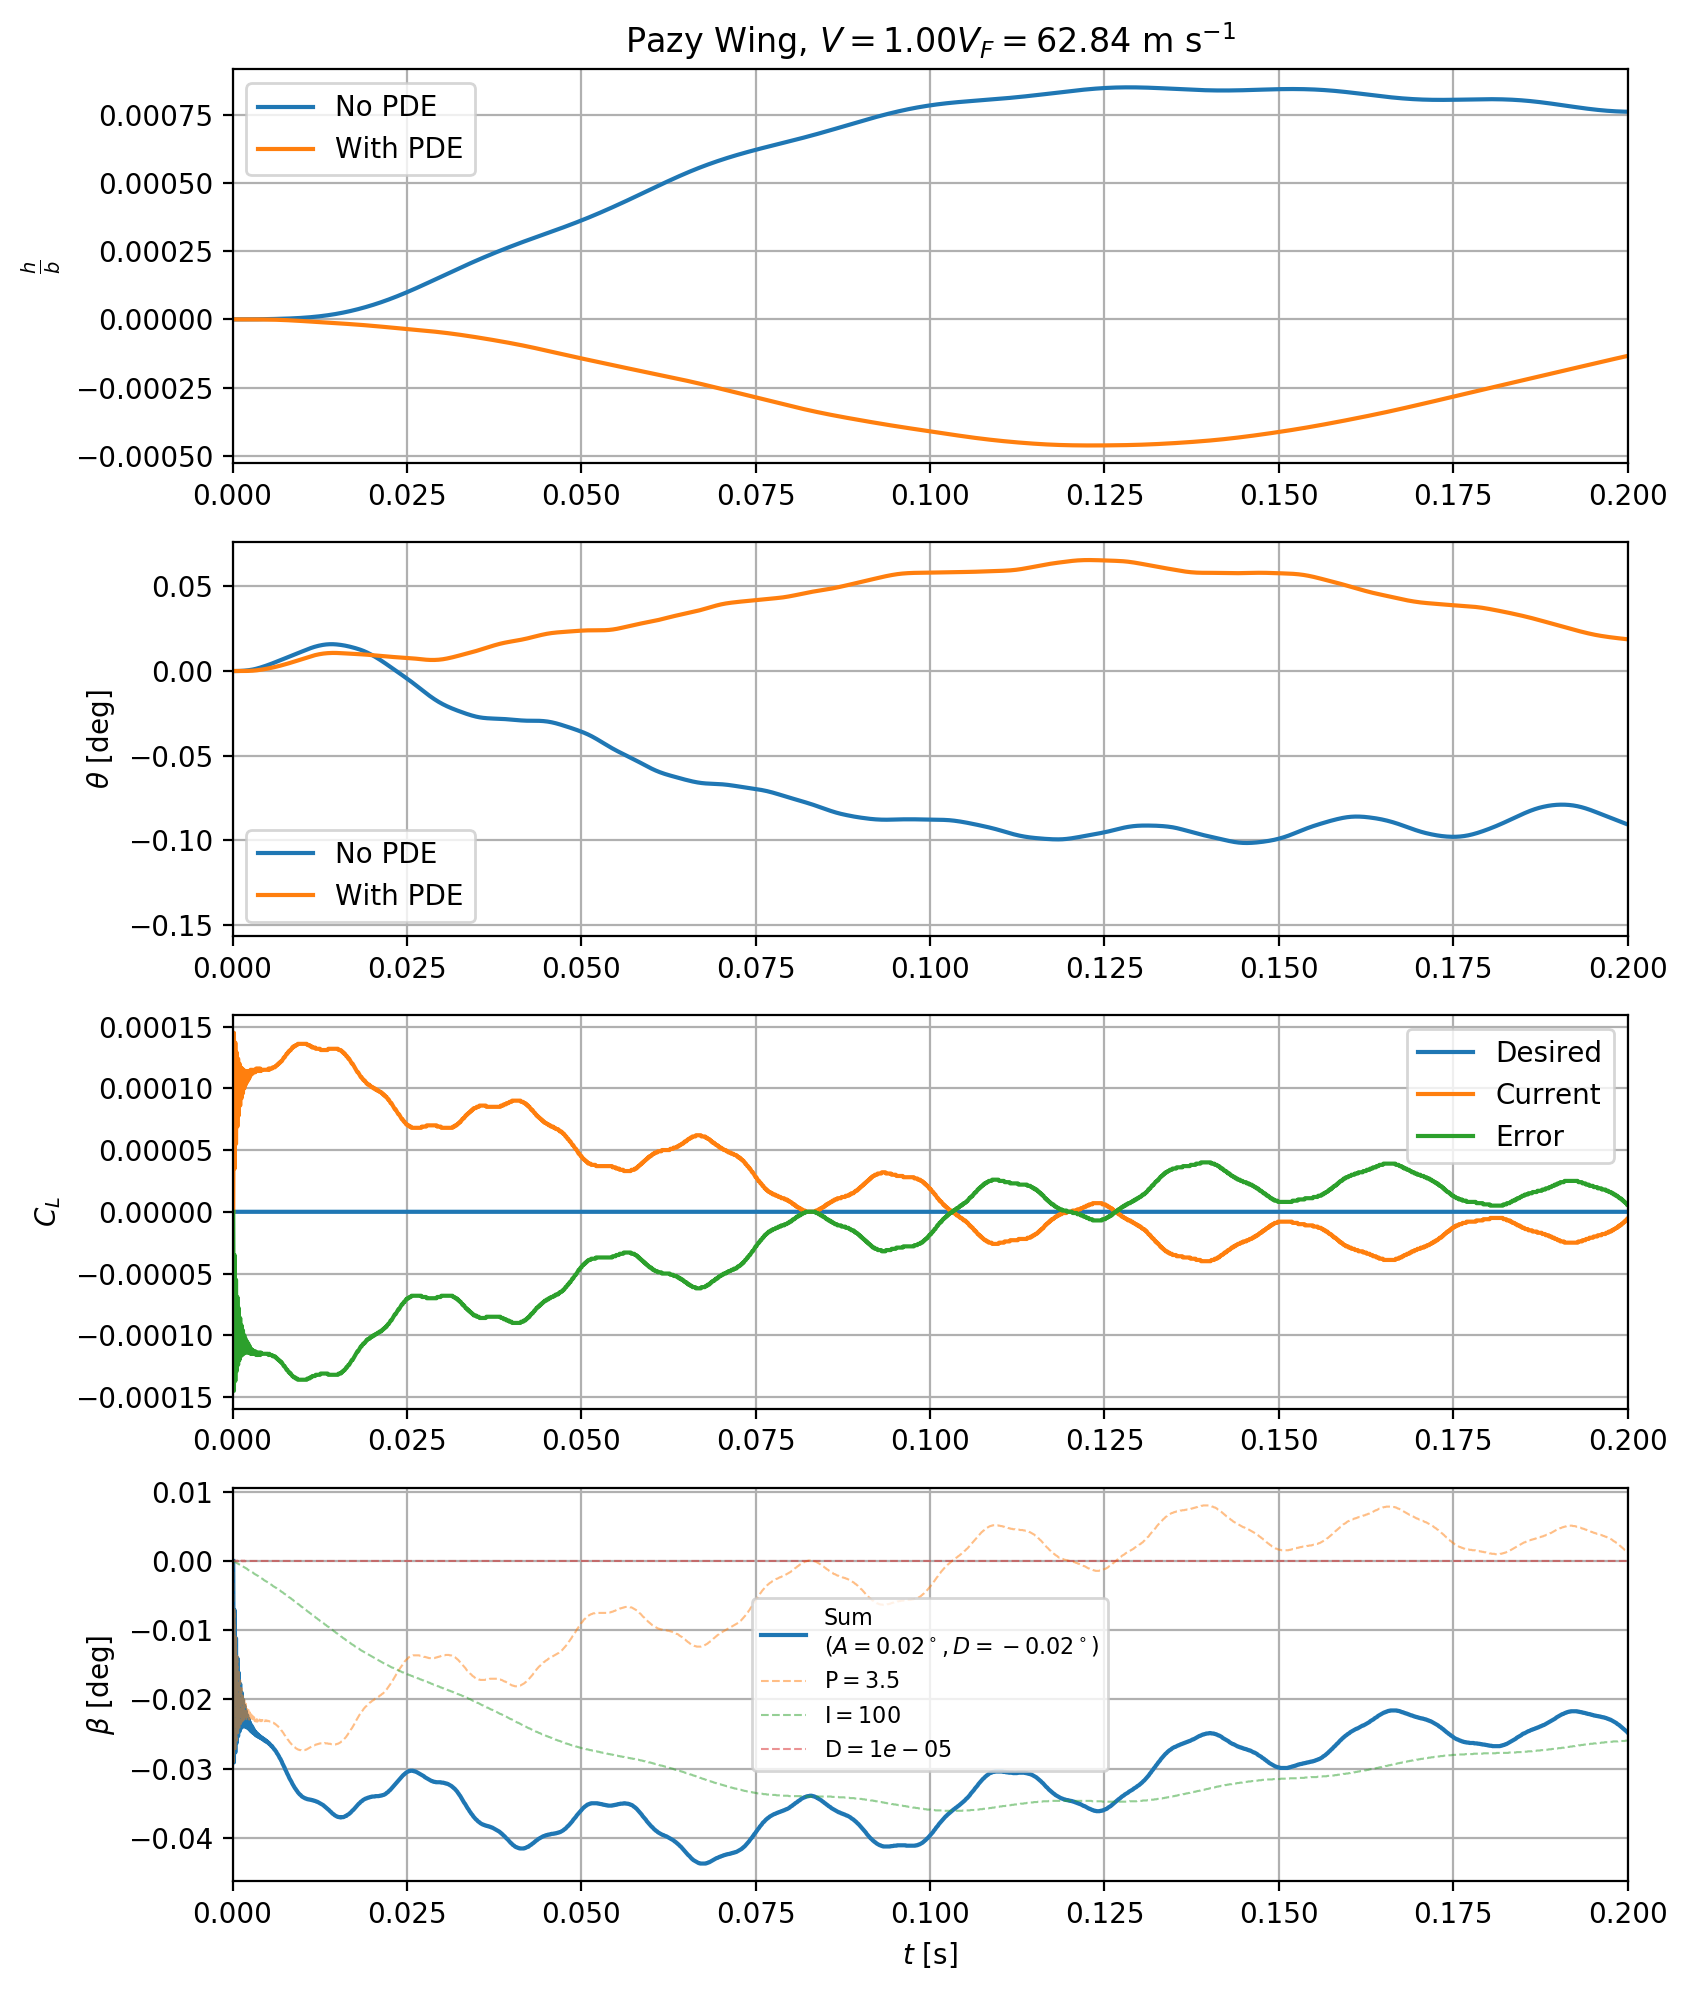 Pazy Wing, V = 1.00V_F = 62.84 m s⁻¹
h/b
0.00075
0.00050
0.00025
0.00000
−0.00025
−0.00050
No PDE
With PDE
0.000 0.025 0.050 0.075 0.100 0.125 0.150 0.175 0.200
θ [deg]
0.05
0.00
−0.05
−0.10
−0.15
No PDE
With PDE
0.000 0.025 0.050 0.075 0.100 0.125 0.150 0.175 0.200
C_L
0.00015
0.00010
0.00005
0.00000
−0.00005
−0.00010
−0.00015
Desired
Current
Error
0.000 0.025 0.050 0.075 0.100 0.125 0.150 0.175 0.200
β [deg]
0.01
0.00
−0.01
−0.02
−0.03
−0.04
Sum
(A = 0.02°, D = −0.02°)
P = 3.5
I = 100
D = 1e − 05
0.000 0.025 0.050 0.075 0.100 0.125 0.150 0.175 0.200
t [s]